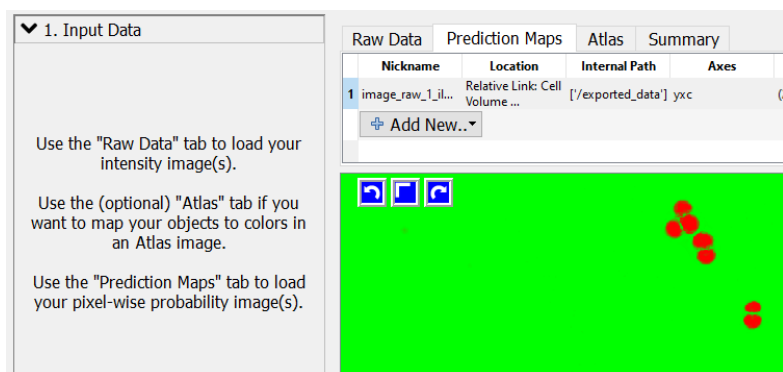 1. Input Data
Use the "Raw Data" tab to load your
intensity image(s).
Use the (optional) "Atlas" tab if you
want to map your objects to colors in
an Atlas image.
Use the "Prediction Maps" tab to load
your pixel-wise probability image(s).
Raw Data Prediction Maps Atlas Summary
Nickname Location Internal Path Axes
1 image_raw_1_il... Relative Link: Cell Volume ... ['/exported_data'] yxc (
Add New..